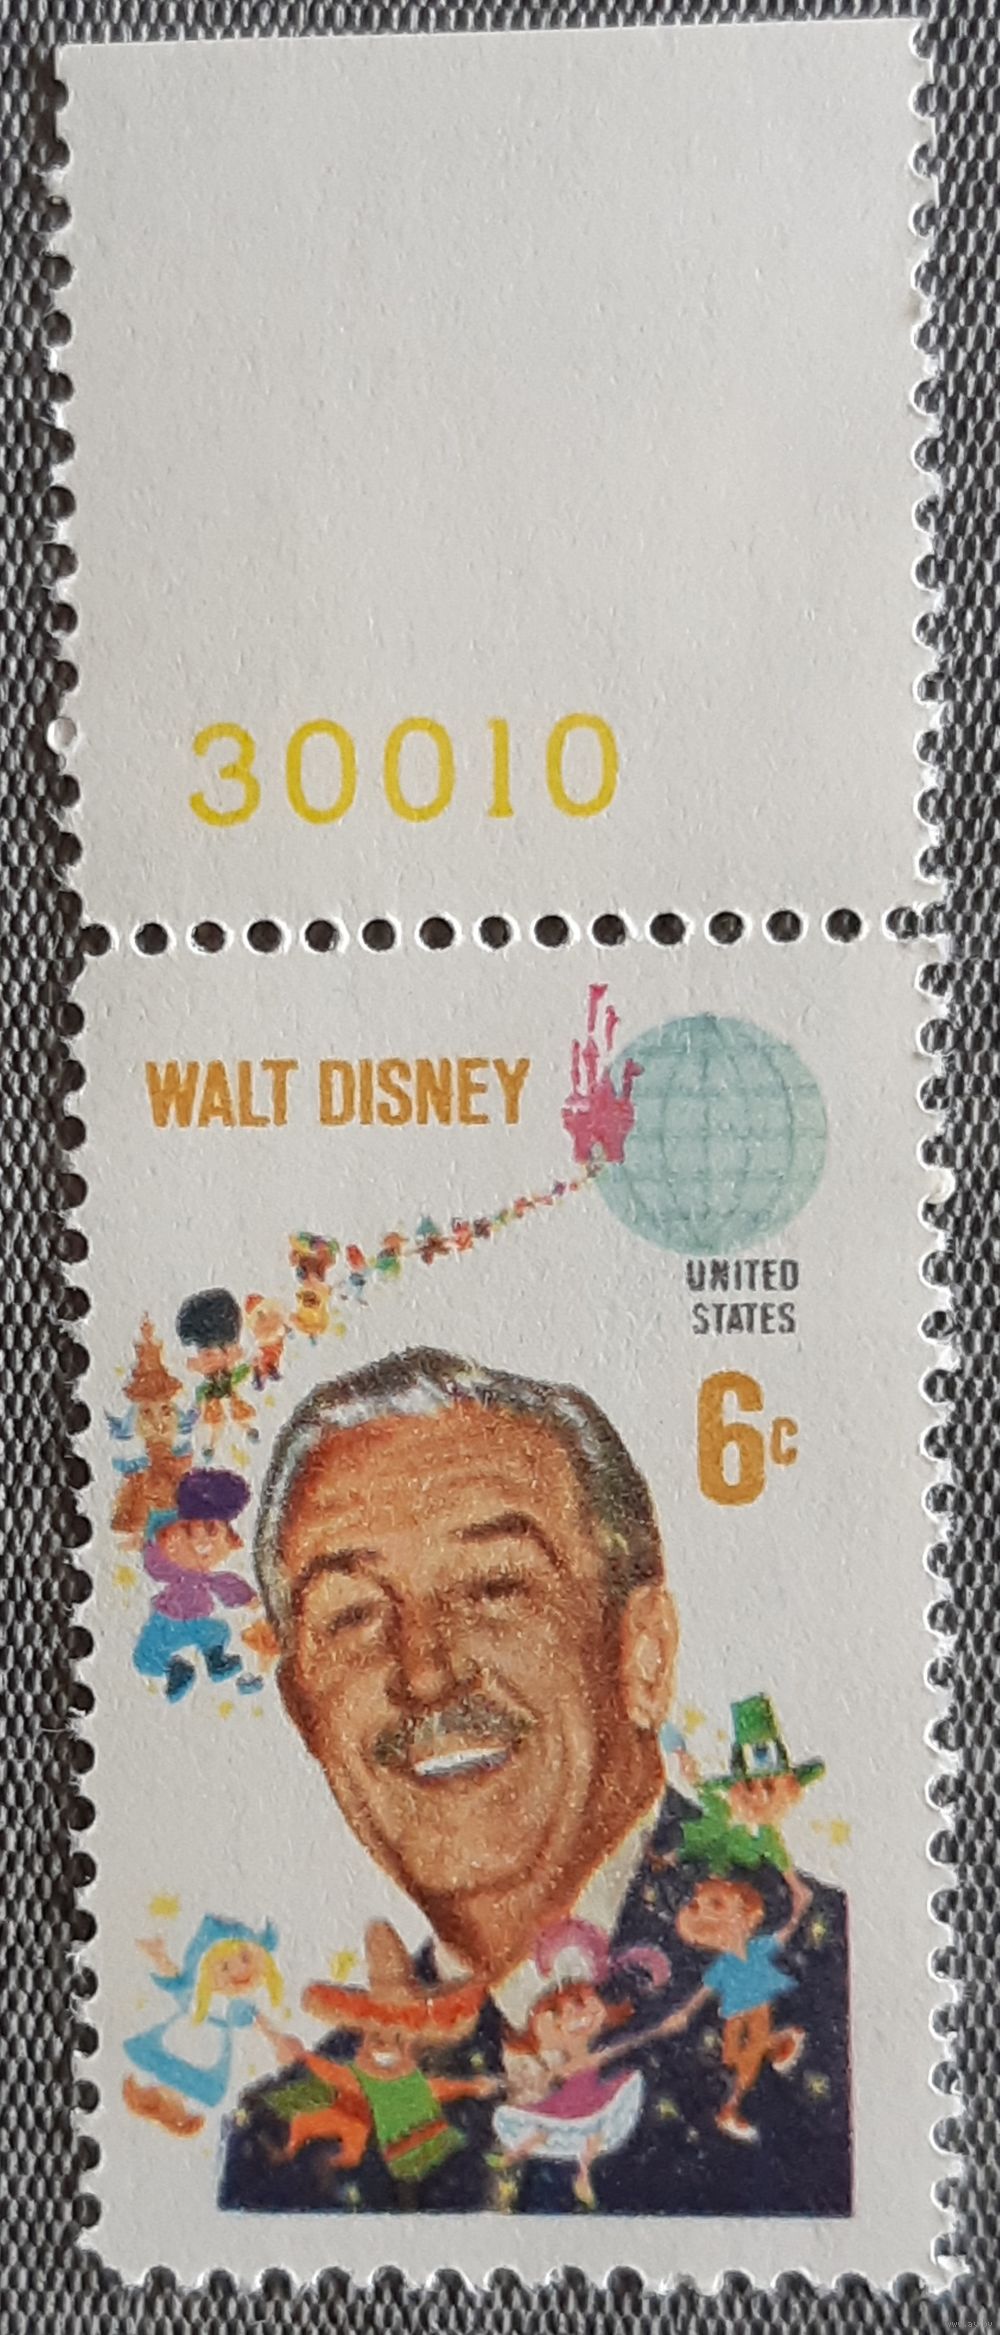 30010
WALT DISNEY
UNITED
STATES
6c